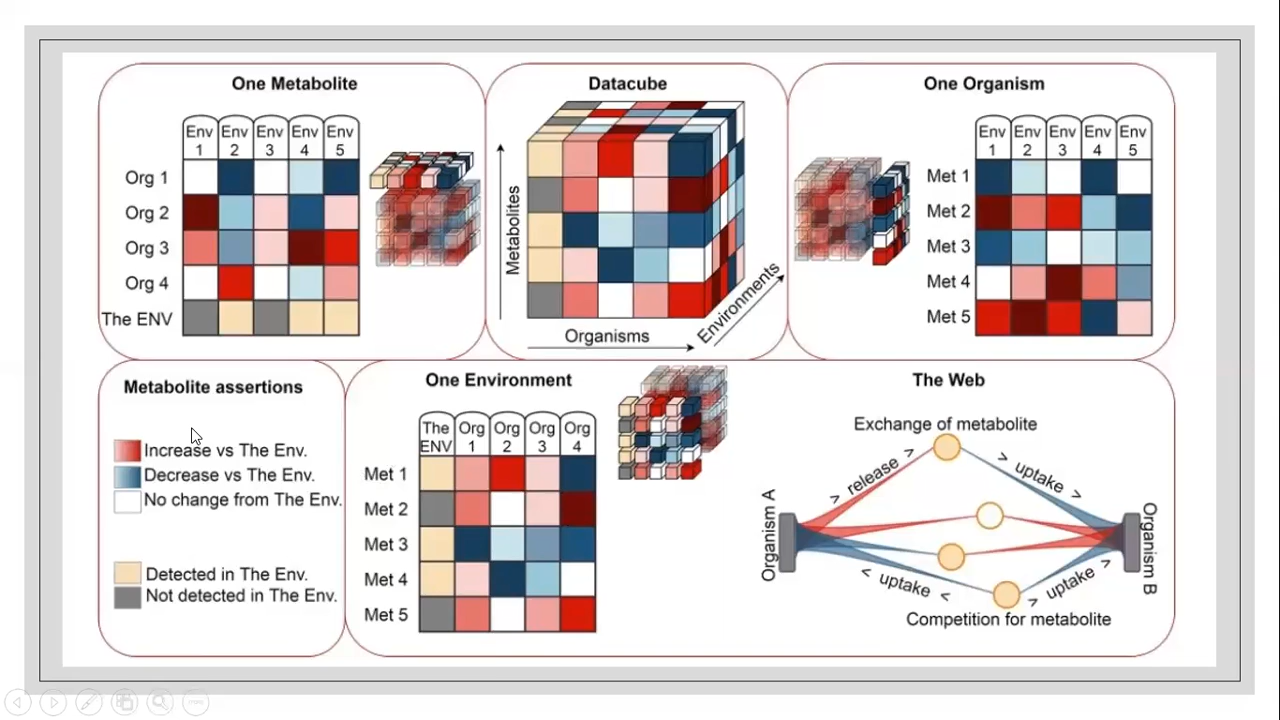 One Metabolite
Env 1 Env 2 Env 3 Env 4 Env 5
Org 1
Org 2
Org 3
Org 4
The ENV
Datacube
Metabolites
Organisms
Environments
One Organism
Env 1 Env 2 Env 3 Env 4 Env 5
Met 1
Met 2
Met 3
Met 4
Met 5
Metabolite assertions
Increase vs The Env.
Decrease vs The Env.
No change from The Env.
Detected in The Env.
Not detected in The Env.
One Environment
The ENV Org 1 Org 2 Org 3 Org 4
Met 1
Met 2
Met 3
Met 4
Met 5
The Web
Exchange of metabolite
> release >
> uptake >
Organism A
Organism B
< uptake <
> uptake >
Competition for metabolite